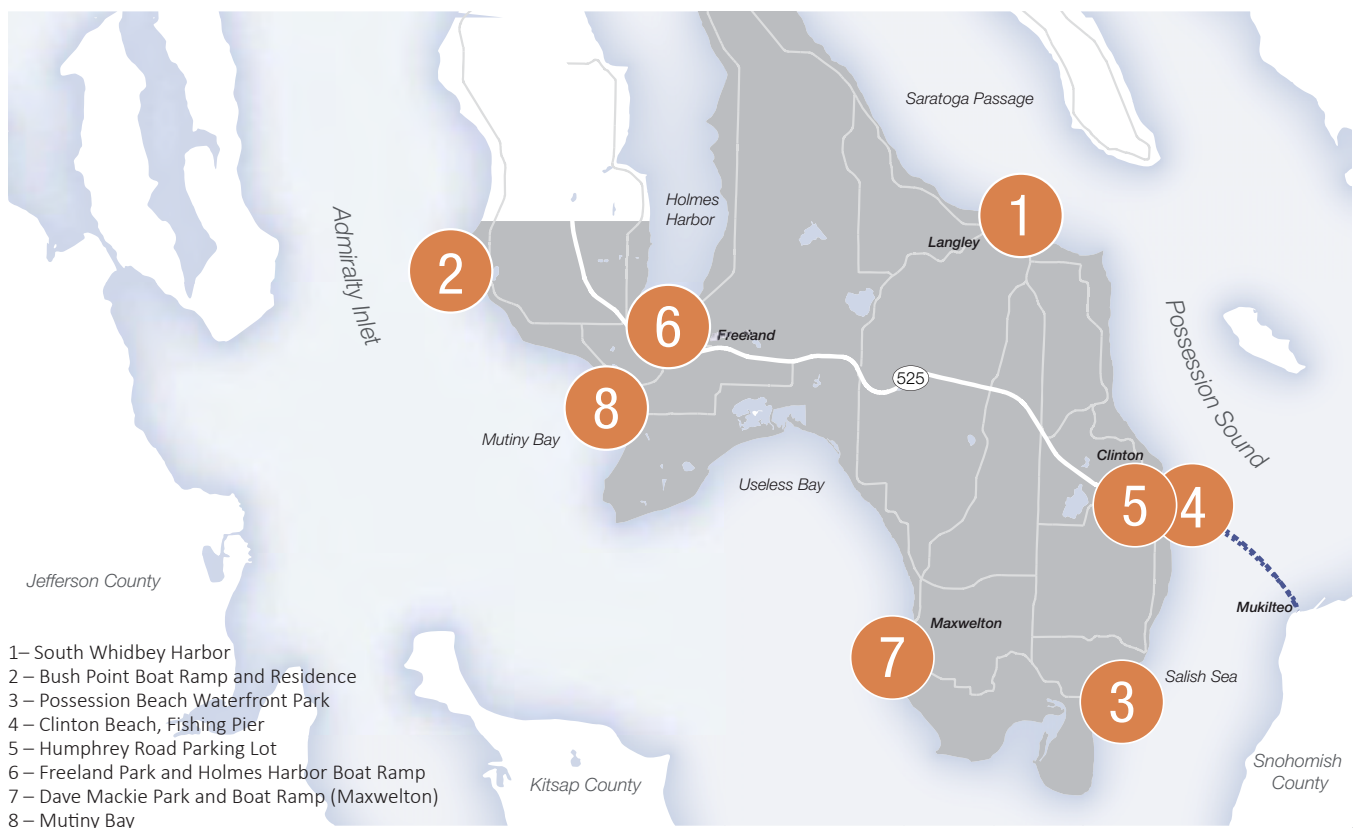 Saratoga Passage
1
Holmes
Harbor
Admiralty Inlet
Langley
2
6
Freeland
Possession Sound
525
8
Mutiny Bay
Clinton
Useless Bay
5
4
Jefferson County
Mukilteo
Maxwelton
7
Salish Sea
3
1– South Whidbey Harbor
2 – Bush Point Boat Ramp and Residence
3 – Possession Beach Waterfront Park
4 – Clinton Beach, Fishing Pier
5 – Humphrey Road Parking Lot
6 – Freeland Park and Holmes Harbor Boat Ramp
7 – Dave Mackie Park and Boat Ramp (Maxwelton)
8 – Mutiny Bay
Kitsap County
Snohomish
County